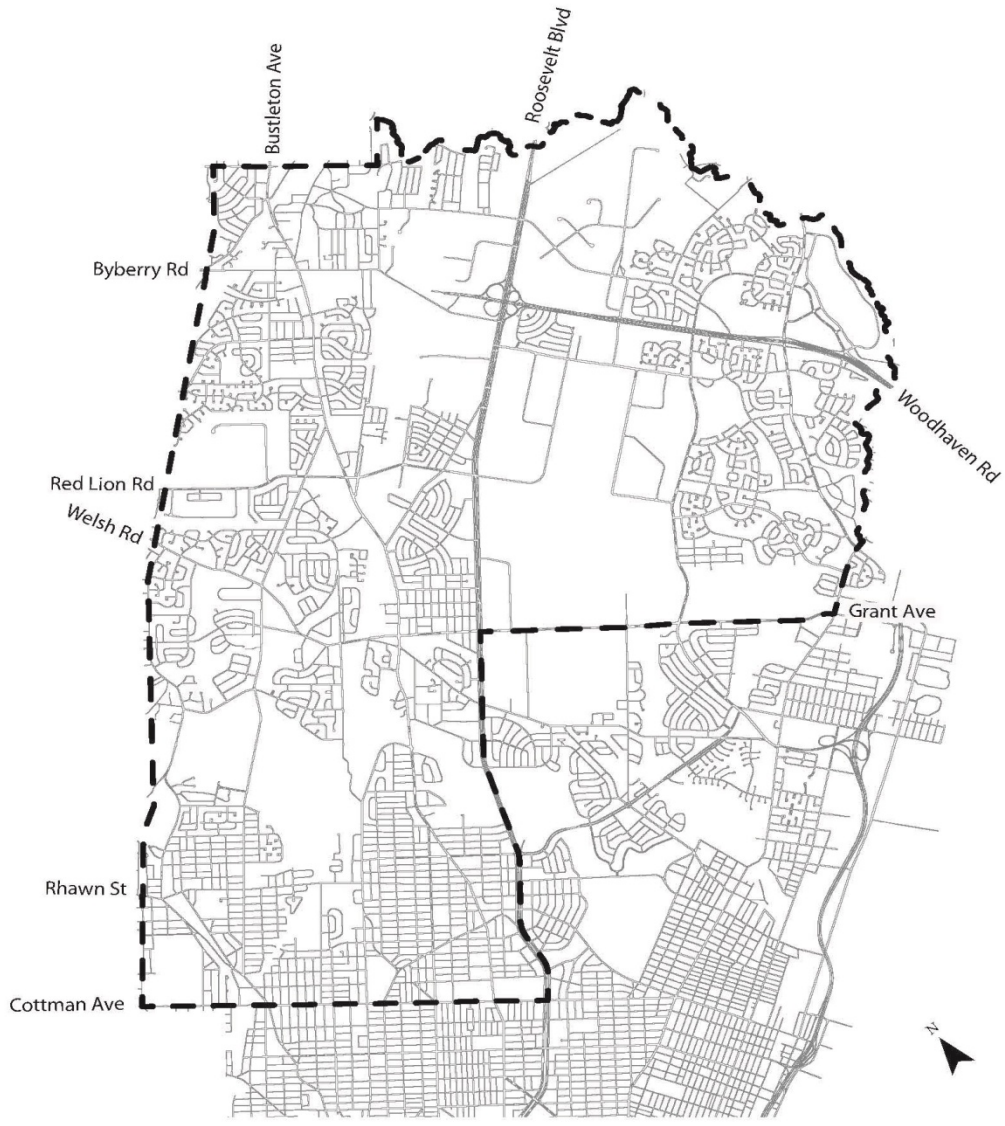 Bustleton Ave
Roosevelt Blvd
Byberry Rd
Woodhaven Rd
Red Lion Rd
Welsh Rd
Grant Ave
Rhawn St
Cottman Ave
N